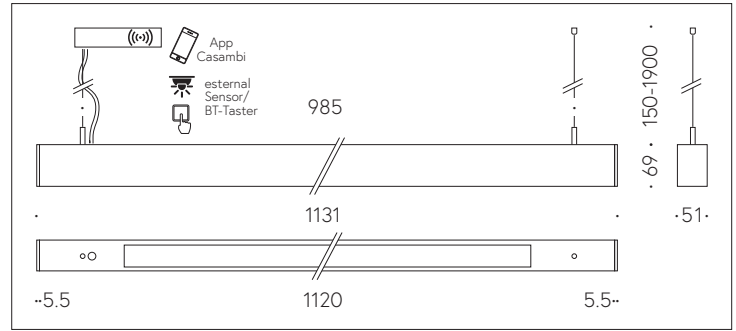 App
Casambi
esternal
Sensor/
BT-Taster
985
150-1900
69
1131
51
5.5
1120
5.5